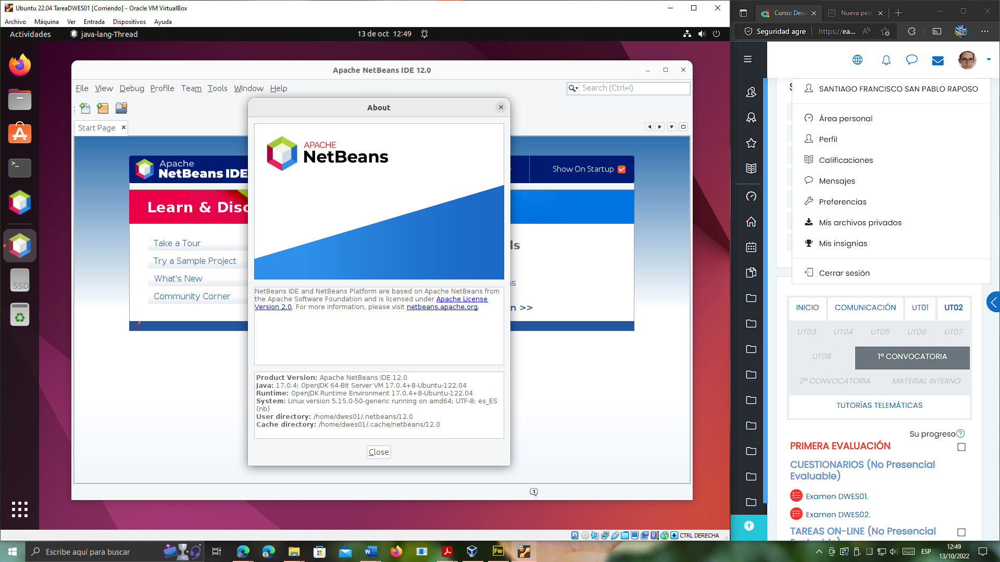 Ubuntu 22.04 TareaDWES01 [Corriendo] - Oracle VM VirtualBox
Archivo Máquina Ver Entrada Dispositivos Ayuda
Actividades java-lang-Thread 13 de oct 12:49
Apache NetBeans IDE 12.0
File View Debug Profile Team Tools Window Help
Search (Ctrl+I)
Start Page
Apache
NetBeans IDE
Show On Startup
Learn & Disc
Take a Tour
Try a Sample Project
What's New
Community Corner
ls
ns
n >>
About
APACHE
NetBeans
NetBeans IDE and NetBeans Platform are based on Apache NetBeans from
the Apache Software Foundation and is licensed under Apache License
Version 2.0. For more information, please visit netbeans.apache.org.
Product Version: Apache NetBeans IDE 12.0
Java: 17.0.4; OpenJDK 64-Bit Server VM 17.0.4+8-Ubuntu-122.04
Runtime: OpenJDK Runtime Environment 17.0.4+8-Ubuntu-122.04
System: Linux version 5.15.0-50-generic running on amd64; UTF-8; es_ES
(nb)
User directory: /home/dwes01/.netbeans/12.0
Cache directory: /home/dwes01/.cache/netbeans/12.0
Close
SSD
1
CTRL DERECHA
Curso: Desa
Nueva pest
Seguridad agre
https://ea...
SANTIAGO FRANCISCO SAN PABLO RAPOSO
Área personal
Perfil
Calificaciones
Mensajes
Preferencias
Mis archivos privados
Mis insignias
Cerrar sesión
INICIO COMUNICACIÓN UT01 UT02
UT03 UT04 UT05 UT06 UT07
UT08 1ª CONVOCATORIA
2ª CONVOCATORIA MATERIAL INTERNO
TUTORÍAS TELEMÁTICAS
Su progreso
PRIMERA EVALUACIÓN
CUESTIONARIOS (No Presencial
Evaluable)
Examen DWES01.
Examen DWES02.
TAREAS ON-LINE (No Presencial
Evaluable)
Escribe aquí para buscar
Fw
64
ESP
12:49
13/10/2022